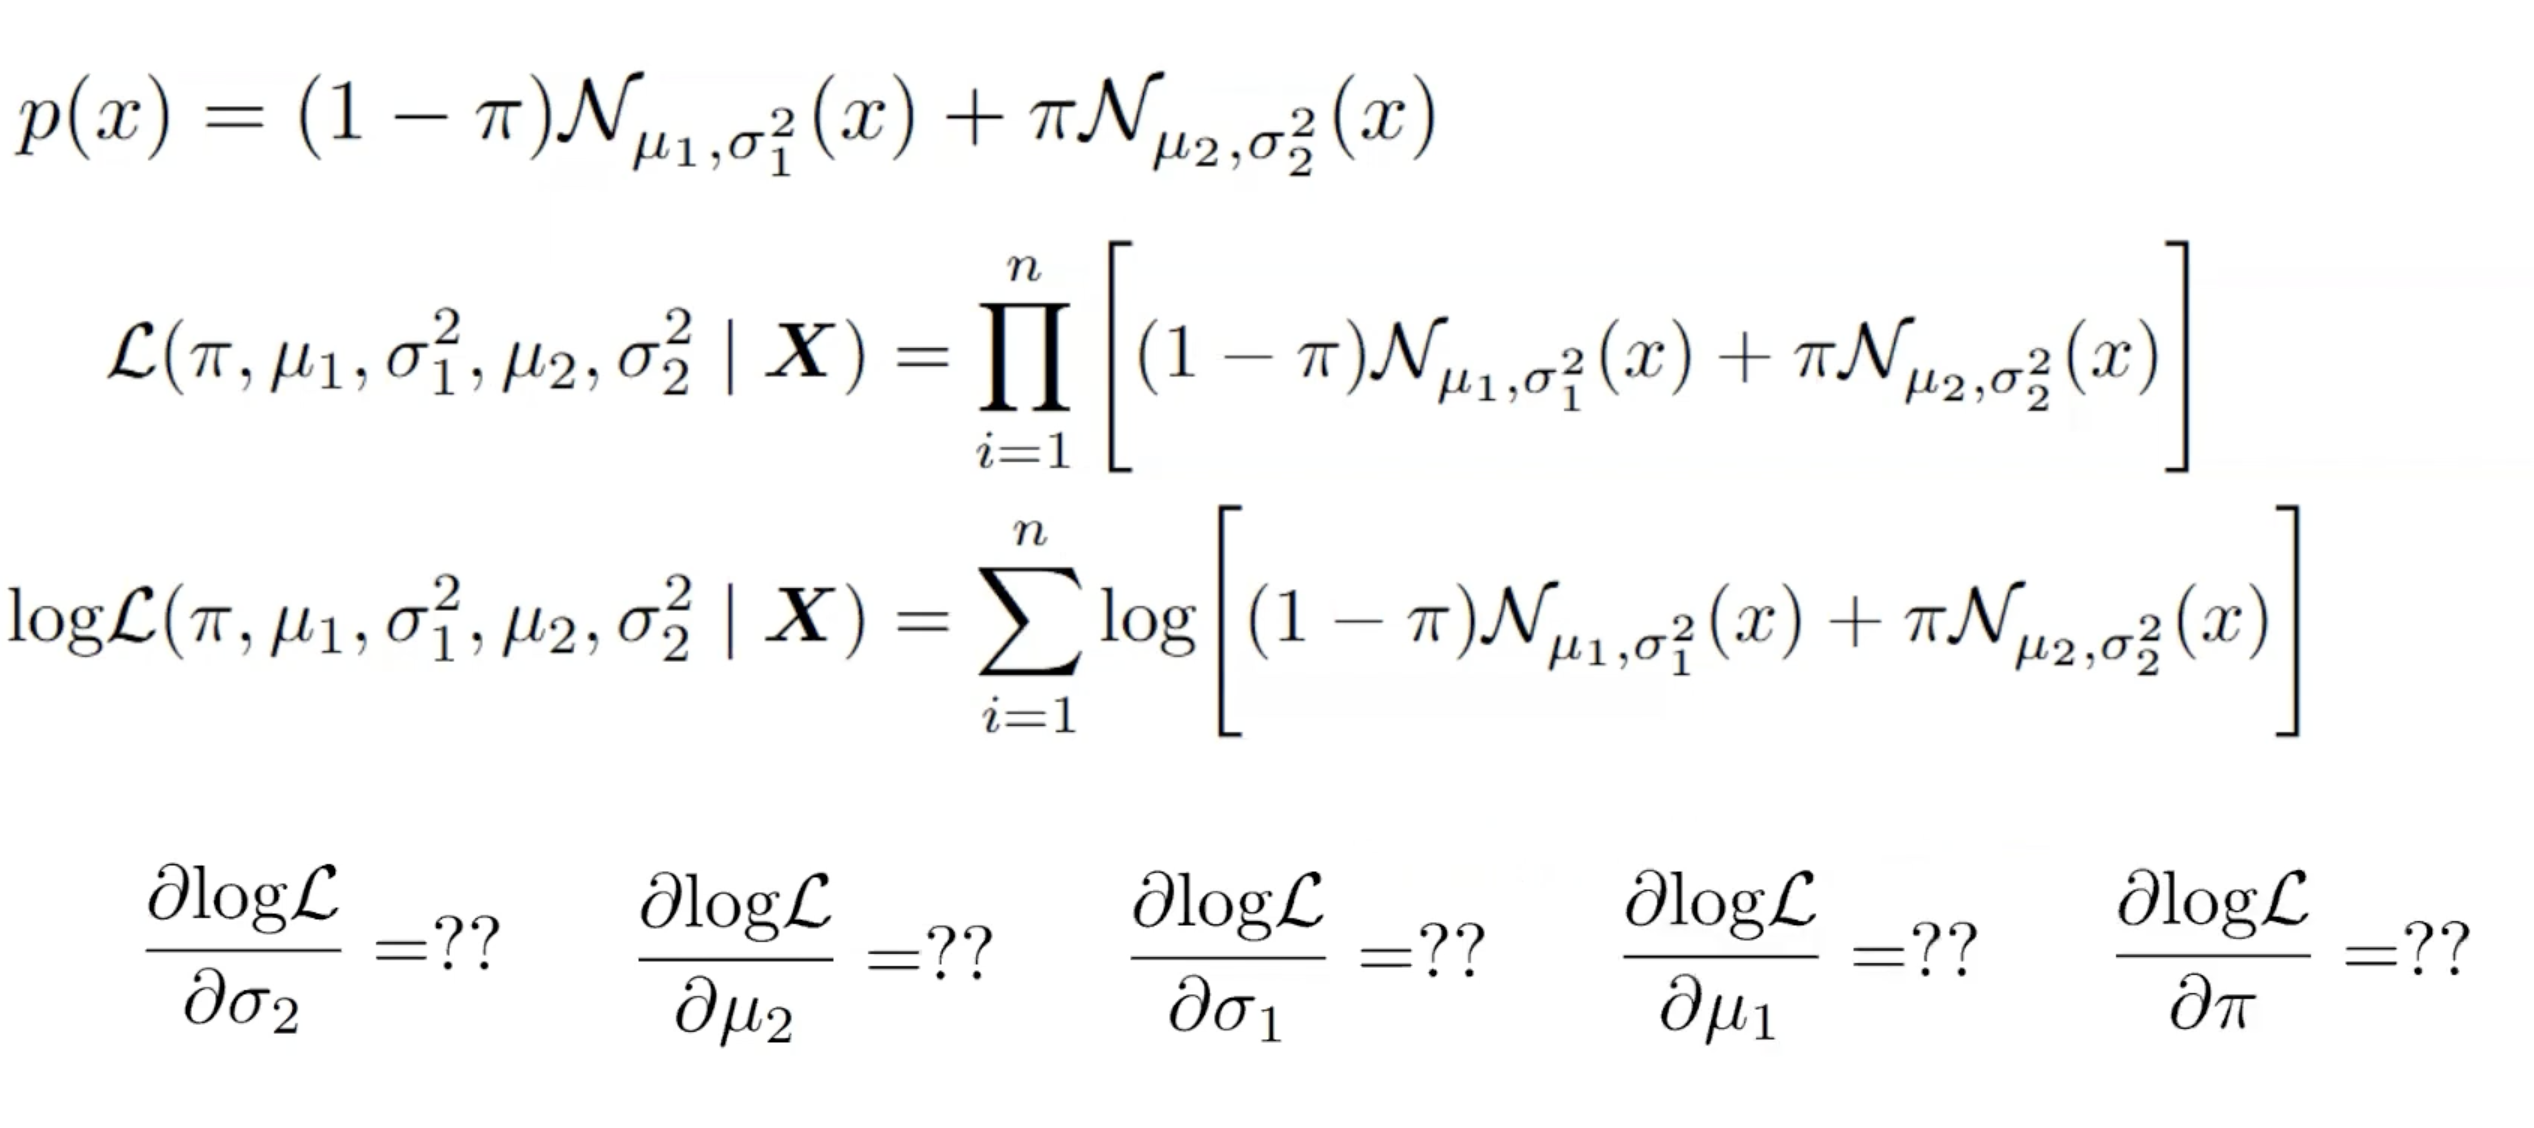 p(x) = (1 − π)𝒩_{μ₁,σ₁²}(x) + π𝒩_{μ₂,σ₂²}(x)
ℒ(π, μ₁, σ₁², μ₂, σ₂² | X) = ∏_{i=1}^{n} [(1 − π)𝒩_{μ₁,σ₁²}(x) + π𝒩_{μ₂,σ₂²}(x)]
logℒ(π, μ₁, σ₁², μ₂, σ₂² | X) = ∑_{i=1}^{n} log[(1 − π)𝒩_{μ₁,σ₁²}(x) + π𝒩_{μ₂,σ₂²}(x)]
∂logℒ/∂σ₂ =?? ∂logℒ/∂μ₂ =?? ∂logℒ/∂σ₁ =?? ∂logℒ/∂μ₁ =?? ∂logℒ/∂π =??